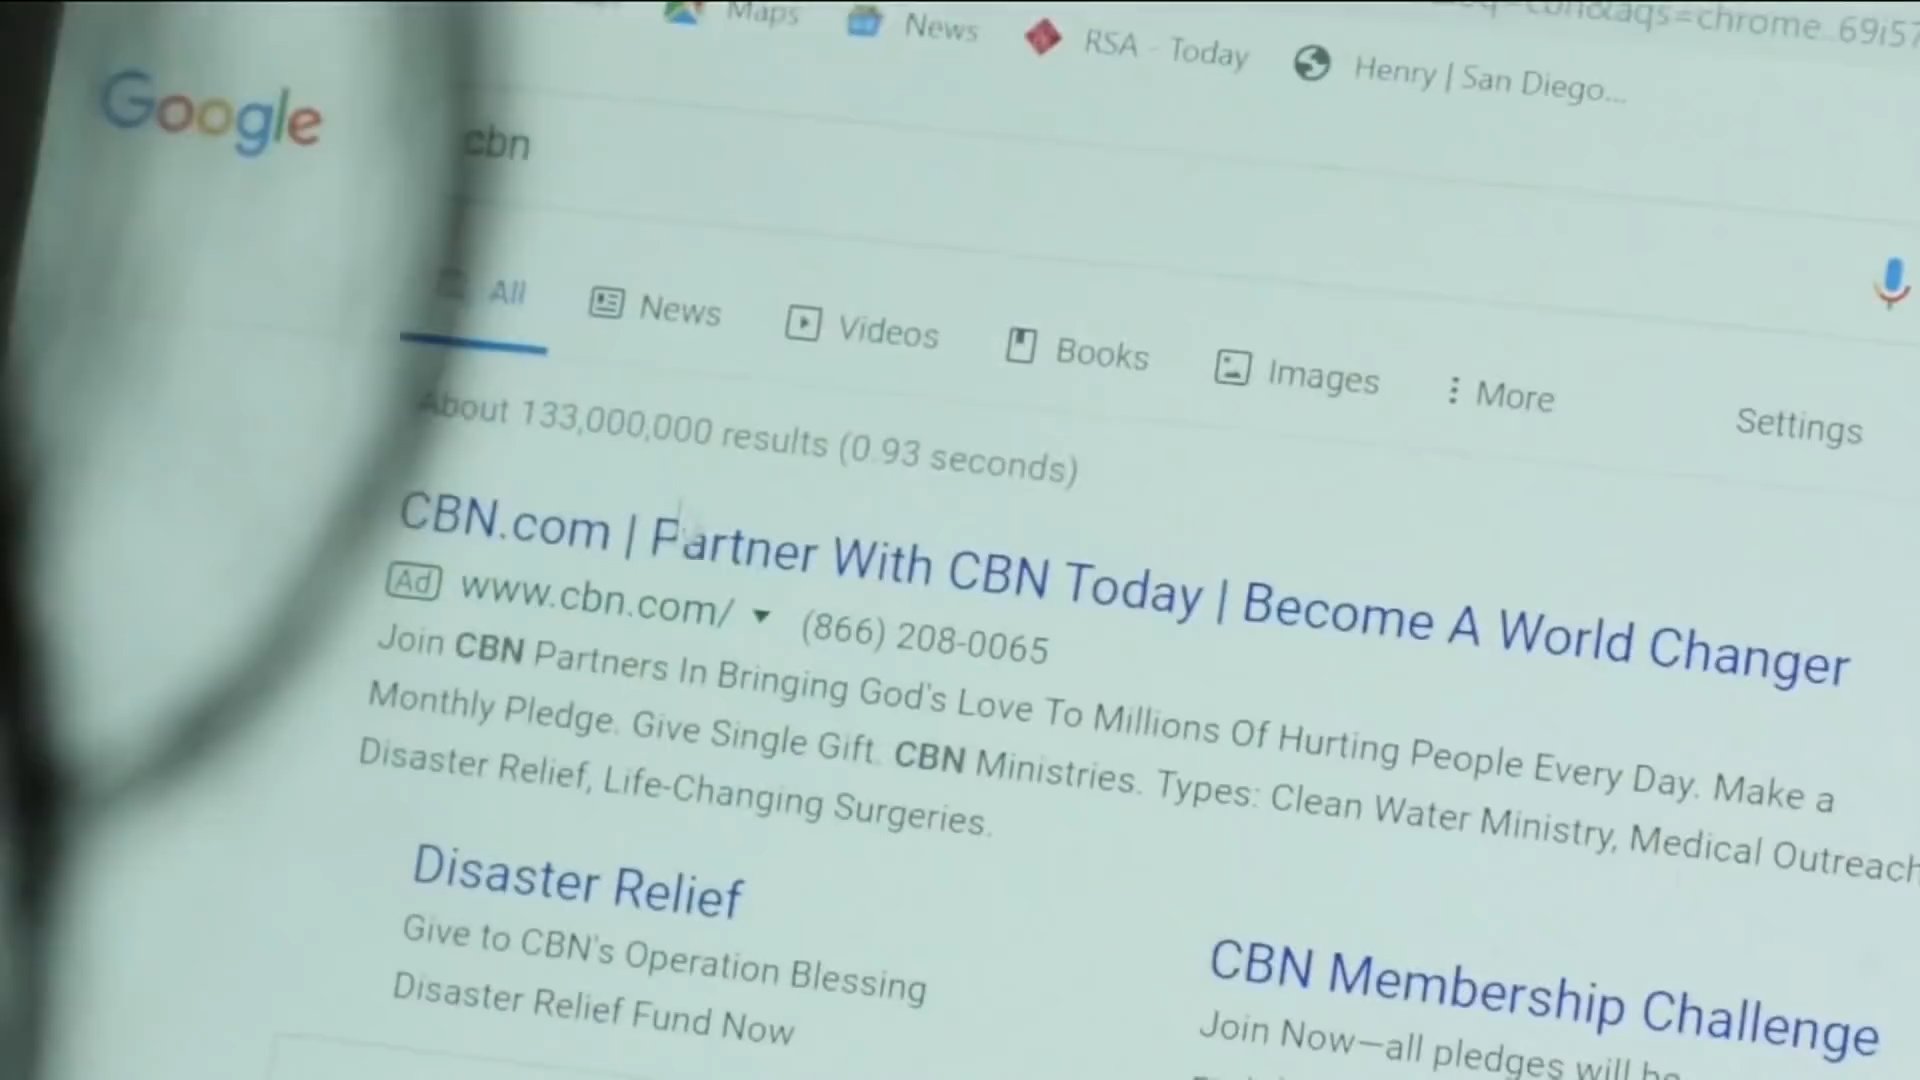 =chrome..69i57
Maps News RSA - Today Henry | San Diego...
Google cbn
All News Videos Books Images More Settings
About 133,000,000 results (0.93 seconds)
CBN.com | Partner With CBN Today | Become A World Changer
Ad www.cbn.com/ (866) 208-0065
Join CBN Partners In Bringing God's Love To Millions Of Hurting People Every Day. Make a
Monthly Pledge. Give Single Gift. CBN Ministries. Types: Clean Water Ministry, Medical Outreach
Disaster Relief, Life-Changing Surgeries.
Disaster Relief
Give to CBN's Operation Blessing
Disaster Relief Fund Now
CBN Membership Challenge
Join Now—all pledges will be